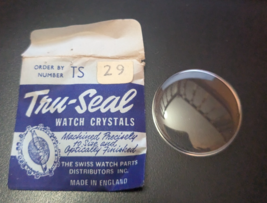 ORDER BY
NUMBER TS 29
Tru-Seal
WATCH CRYSTALS
Machined Precisely
to Size and
Optically Finished
THE SWISS WATCH PARTS
DISTRIBUTORS INC.
MADE IN ENGLAND